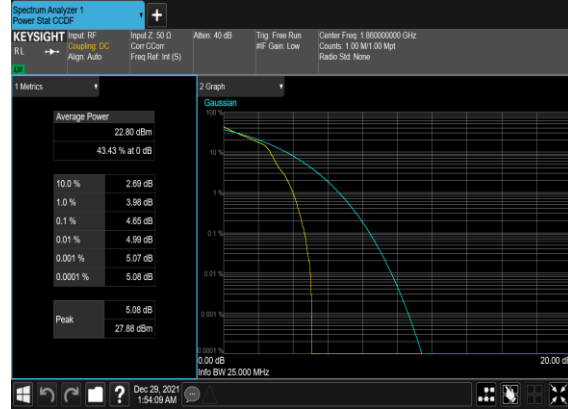 Spectrum Analyzer 1
Power Stat CCDF
KEYSIGHT
RL
Input: RF
Coupling: DC
Align: Auto
Input Z: 50 Ω
Corr CCorr
Freq Ref: Int (S)
Atten: 40 dB
Trig: Free Run
#IF Gain: Low
Center Freq: 1.860000000 GHz
Counts: 1.00 M/1.00 Mpt
Radio Std: None
LM
1 Metrics
Average Power
22.80 dBm
43.43 % at 0 dB
10.0 % 2.69 dB
1.0 % 3.98 dB
0.1 % 4.65 dB
0.01 % 4.99 dB
0.001 % 5.07 dB
0.0001 % 5.08 dB
Peak
5.08 dB
27.88 dBm
2 Graph
Gaussian
100 %
10 %
1 %
0.1 %
0.01 %
0.001 %
0.0001 %
0.00 dB
20.00 dB
Info BW 25.000 MHz
?
Dec 29, 2021
1:54:09 AM